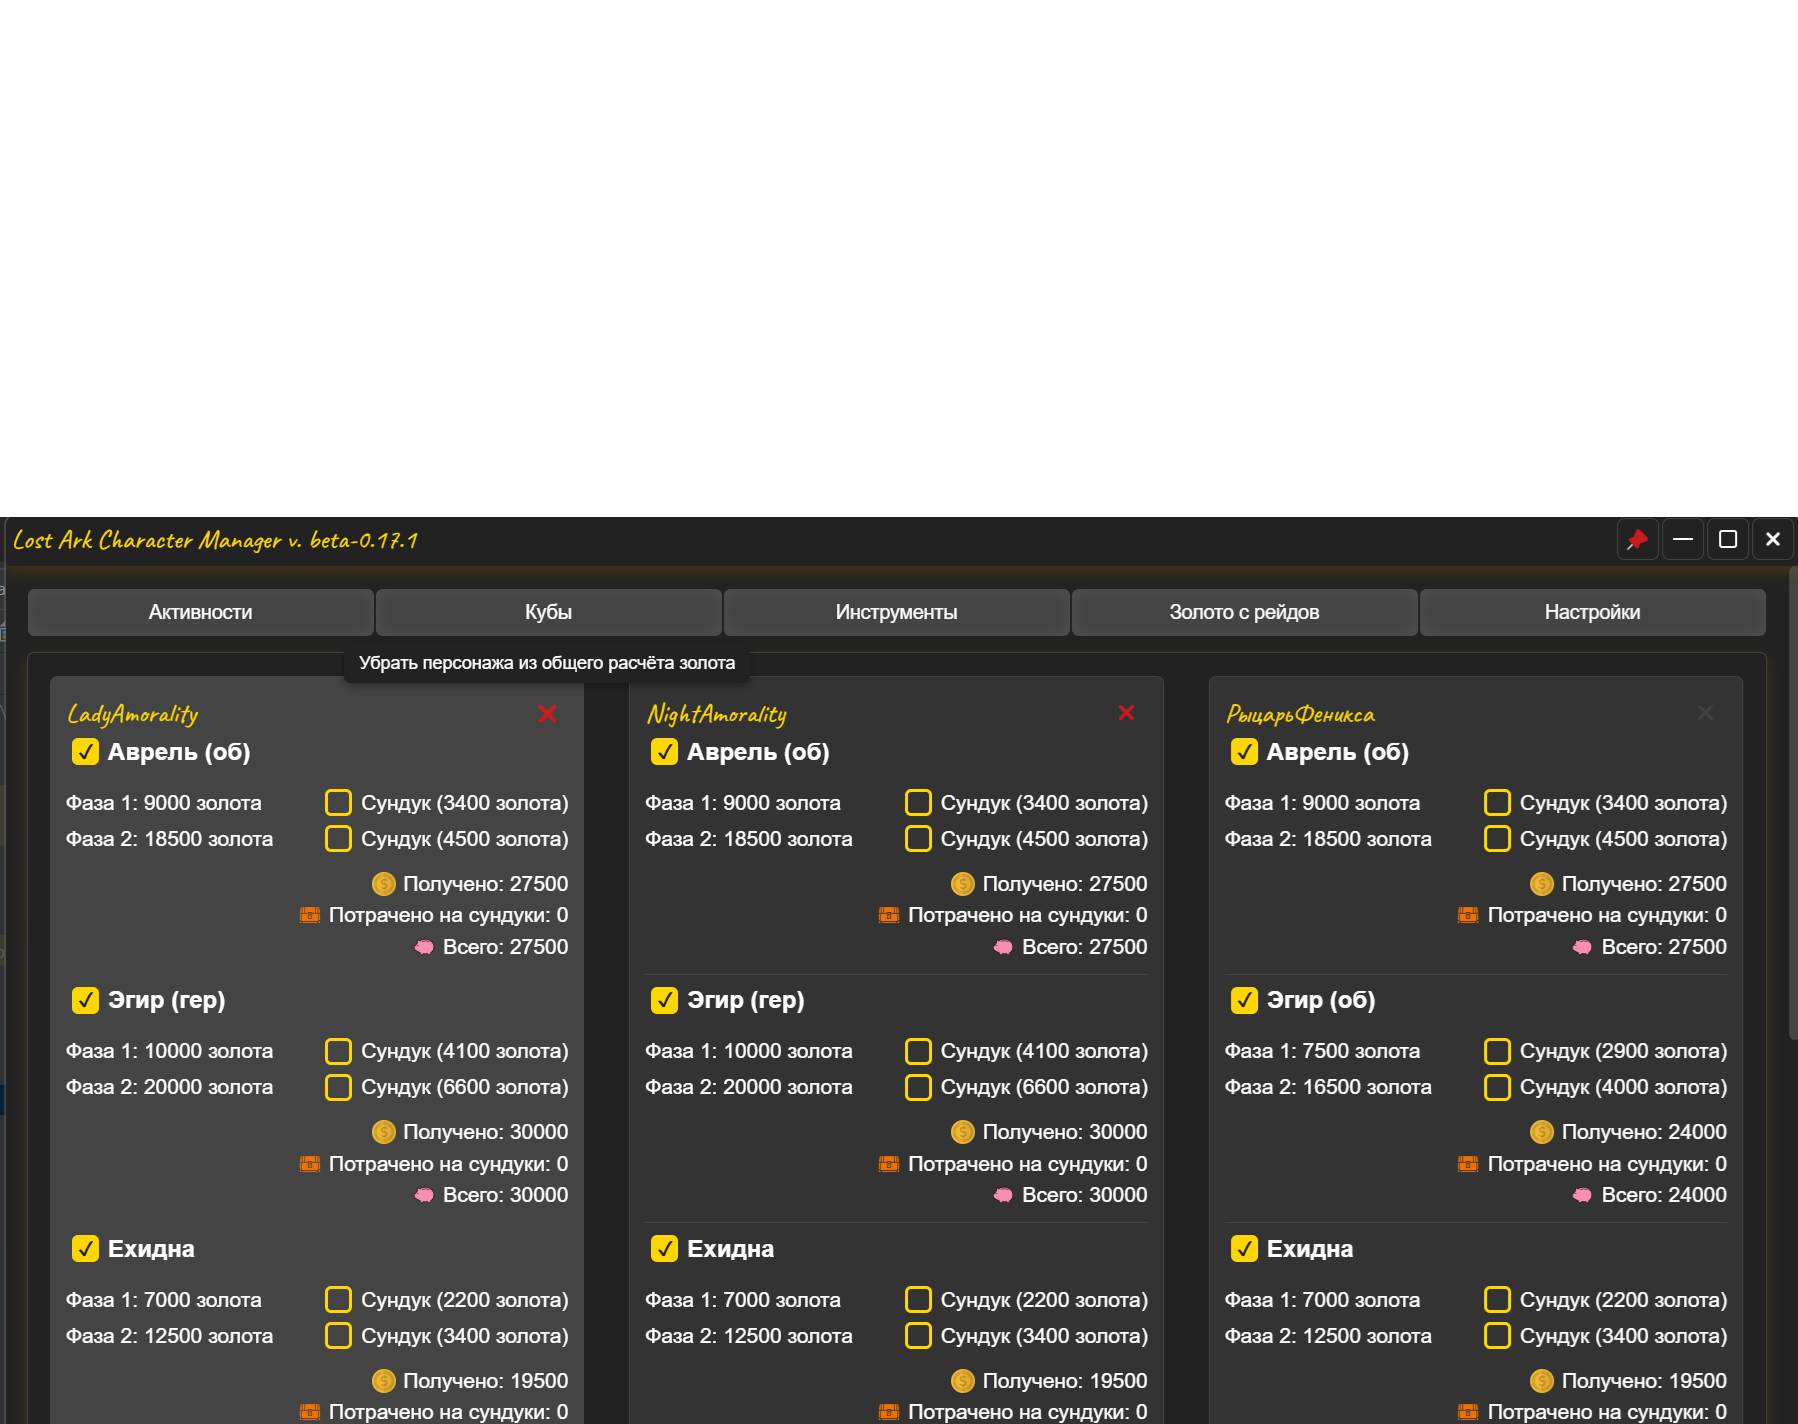 Lost Ark Character Manager v. beta-0.17.1
Активности
Кубы
Инструменты
Золото с рейдов
Настройки
Убрать персонажа из общего расчёта золота
LadyAmorality
Аврель (об)
Фаза 1: 9000 золота
Сундук (3400 золота)
Фаза 2: 18500 золота
Сундук (4500 золота)
Получено: 27500
Потрачено на сундуки: 0
Всего: 27500
Эгир (гер)
Фаза 1: 10000 золота
Сундук (4100 золота)
Фаза 2: 20000 золота
Сундук (6600 золота)
Получено: 30000
Потрачено на сундуки: 0
Всего: 30000
Ехидна
Фаза 1: 7000 золота
Сундук (2200 золота)
Фаза 2: 12500 золота
Сундук (3400 золота)
Получено: 19500
Потрачено на сундуки: 0
NightAmorality
Аврель (об)
Фаза 1: 9000 золота
Сундук (3400 золота)
Фаза 2: 18500 золота
Сундук (4500 золота)
Получено: 27500
Потрачено на сундуки: 0
Всего: 27500
Эгир (гер)
Фаза 1: 10000 золота
Сундук (4100 золота)
Фаза 2: 20000 золота
Сундук (6600 золота)
Получено: 30000
Потрачено на сундуки: 0
Всего: 30000
Ехидна
Фаза 1: 7000 золота
Сундук (2200 золота)
Фаза 2: 12500 золота
Сундук (3400 золота)
Получено: 19500
Потрачено на сундуки: 0
РыцарьФеникса
Аврель (об)
Фаза 1: 9000 золота
Сундук (3400 золота)
Фаза 2: 18500 золота
Сундук (4500 золота)
Получено: 27500
Потрачено на сундуки: 0
Всего: 27500
Эгир (об)
Фаза 1: 7500 золота
Сундук (2900 золота)
Фаза 2: 16500 золота
Сундук (4000 золота)
Получено: 24000
Потрачено на сундуки: 0
Всего: 24000
Ехидна
Фаза 1: 7000 золота
Сундук (2200 золота)
Фаза 2: 12500 золота
Сундук (3400 золота)
Получено: 19500
Потрачено на сундуки: 0